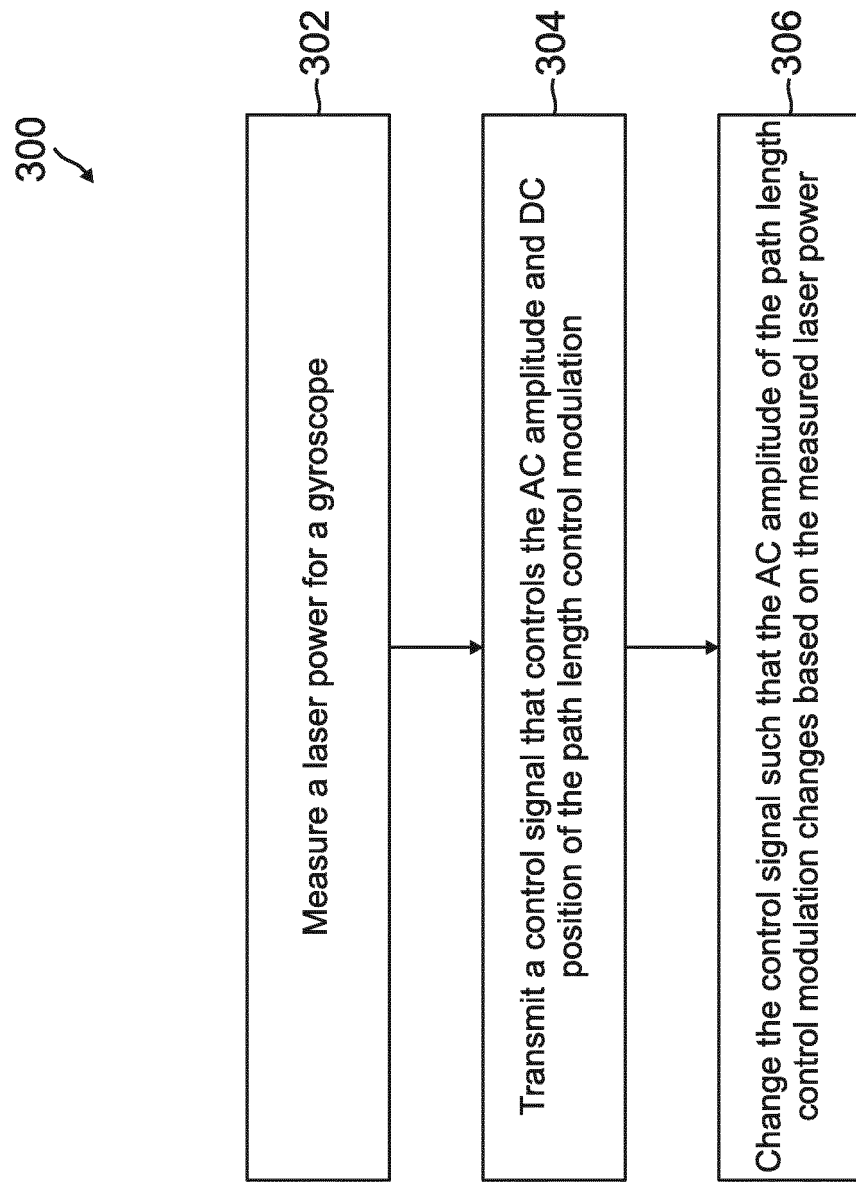 300
Measure a laser power for a gyroscope
302
Transmit a control signal that controls the AC amplitude and DC
position of the path length control modulation
304
Change the control signal such that the AC amplitude of the path length
control modulation changes based on the measured laser power
306